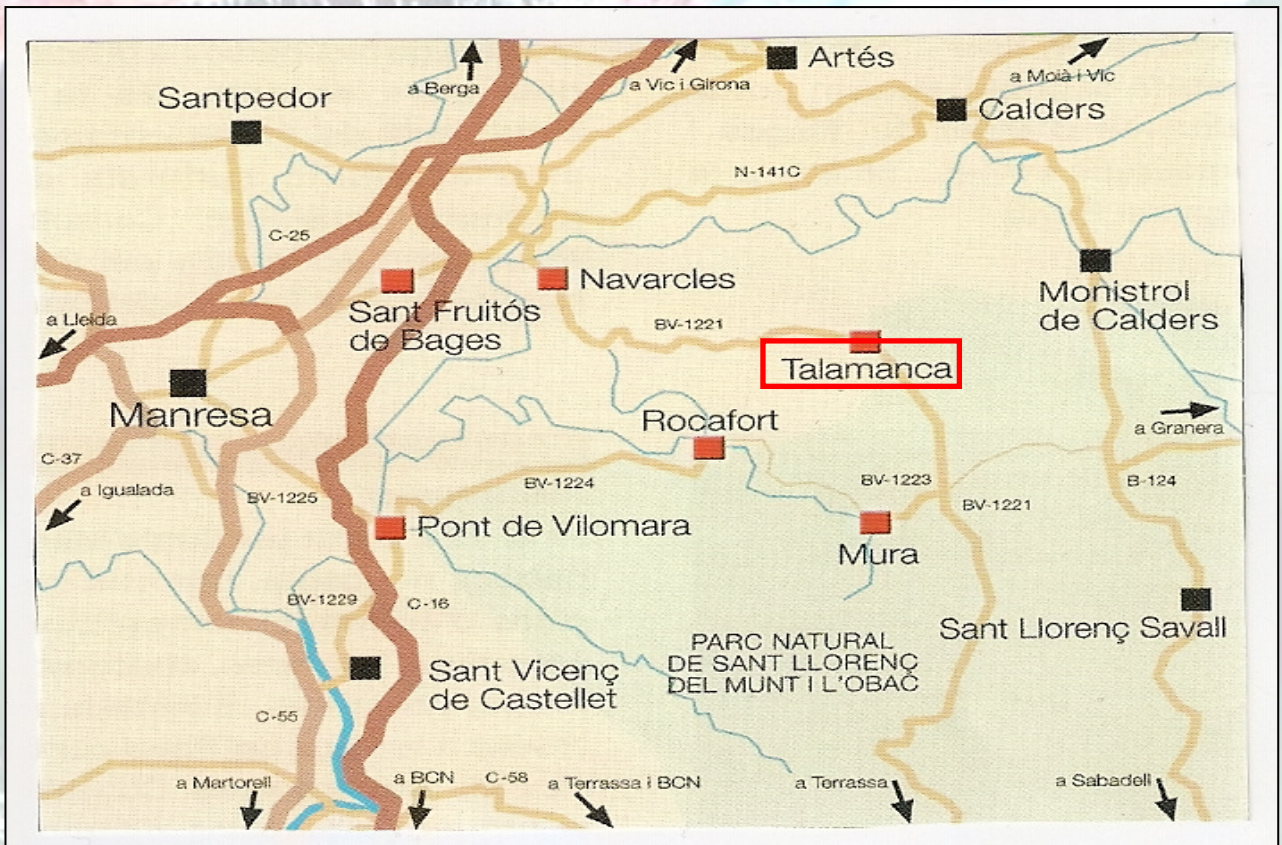 Artés
a Berga
a Vic i Girona
a Moià i Vic
Santpedor
Calders
N-141C
C-25
Navarcles
Sant Fruitós
de Bages
Monistrol
de Calders
a Lleida
BV-1221
Talamanca
Manresa
Rocafort
a Granera
C-37
a Igualada
BV-1225
BV-1224
BV-1223
BV-1221
B-124
Pont de Vilomara
Mura
BV-1229
C-16
Sant Llorenç Savall
PARC NATURAL
DE SANT LLORENÇ
DEL MUNT I L'OBAC
Sant Vicenç
de Castellet
C-55
a Martorell
a BCN
C-58
a Terrassa i BCN
a Terrassa
a Sabadell